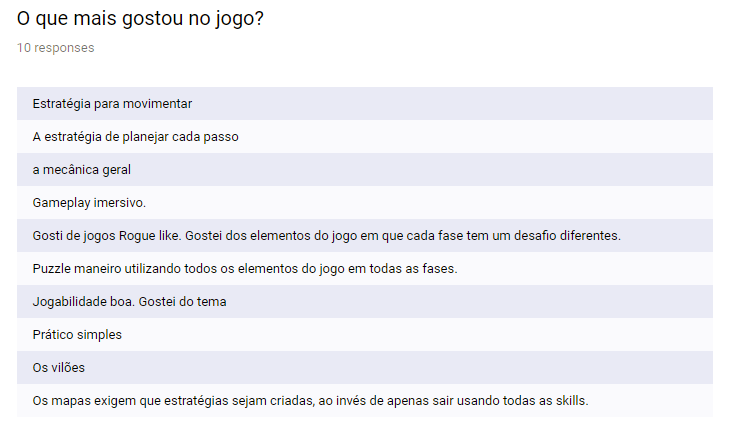 O que mais gostou no jogo?
10 responses
Estratégia para movimentar
A estratégia de planejar cada passo
a mecânica geral
Gameplay imersivo.
Gosti de jogos Rogue like. Gostei dos elementos do jogo em que cada fase tem um desafio diferentes.
Puzzle maneiro utilizando todos os elementos do jogo em todas as fases.
Jogabilidade boa. Gostei do tema
Prático simples
Os vilões
Os mapas exigem que estratégias sejam criadas, ao invés de apenas sair usando todas as skills.